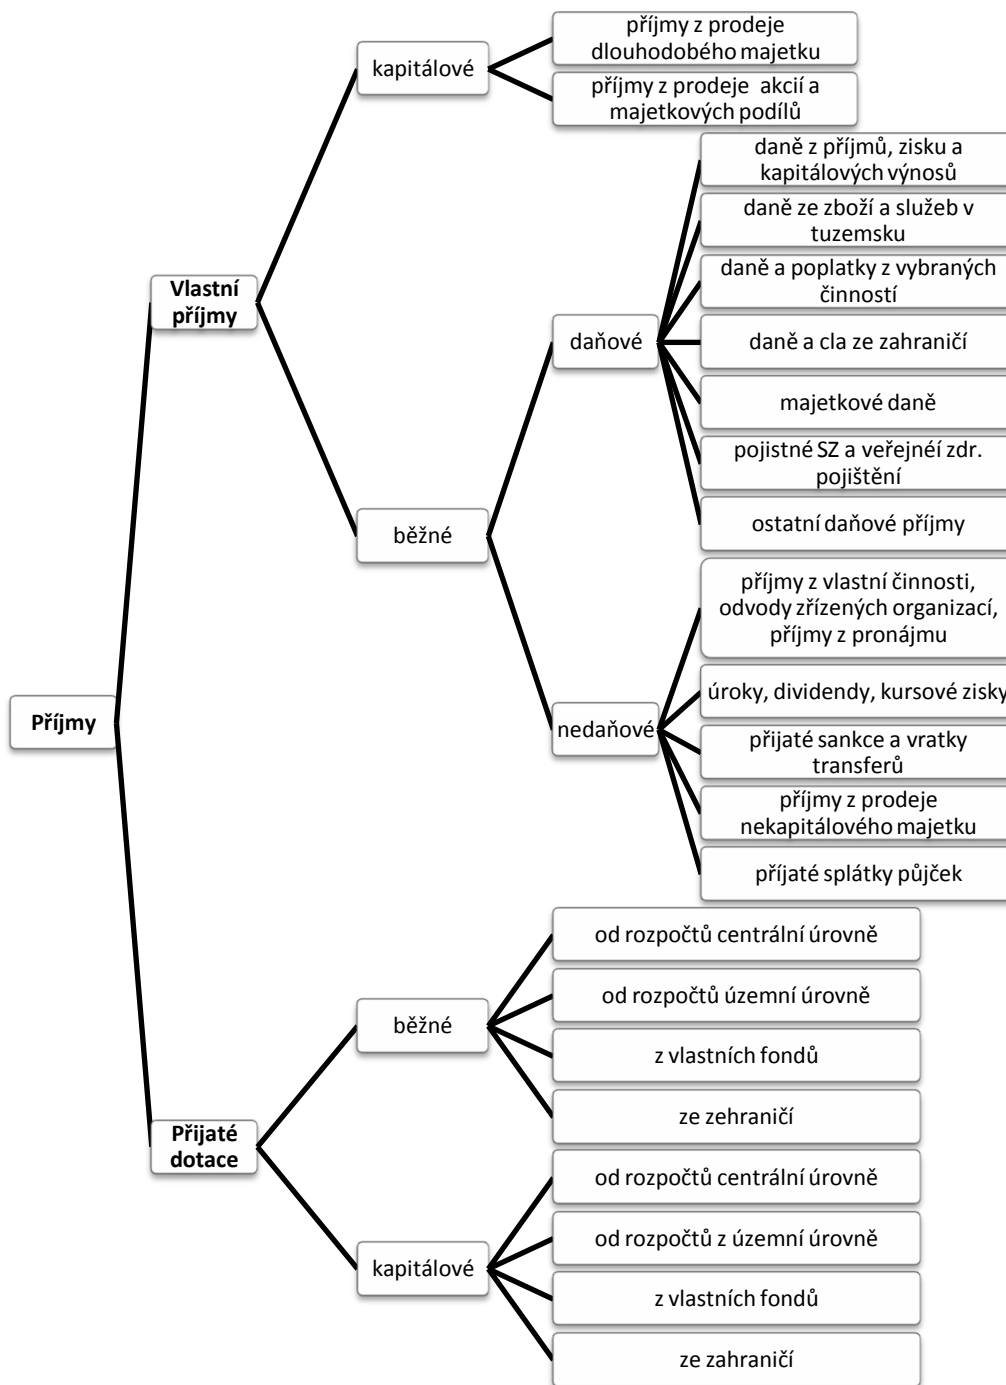 příjmy z prodeje
dlouhodobého majetku
kapitálové
příjmy z prodeje akcií a
majetkových podílů
daně z příjmů, zisku a
kapitálových výnosů
daně ze zboží a služeb v
tuzemsku
Vlastní
příjmy
daně a poplatky z vybraných
činností
daňové
daně a cla ze zahraničí
majetkové daně
pojistné SZ a veřejnéí zdr.
pojištění
ostatní daňové příjmy
běžné
příjmy z vlastní činnosti,
odvody zřízených organizací,
příjmy z pronájmu
úroky, dividendy, kursové zisky
Příjmy
nedaňové
přijaté sankce a vratky
transferů
příjmy z prodeje
nekapitálového majetku
příjaté splátky půjček
od rozpočtů centrální úrovně
od rozpočtů územní úrovně
běžné
z vlastních fondů
ze zehraničí
Přijaté
dotace
od rozpočtů centrální úrovně
od rozpočtů z územní úrovně
kapitálové
z vlastních fondů
ze zahraničí